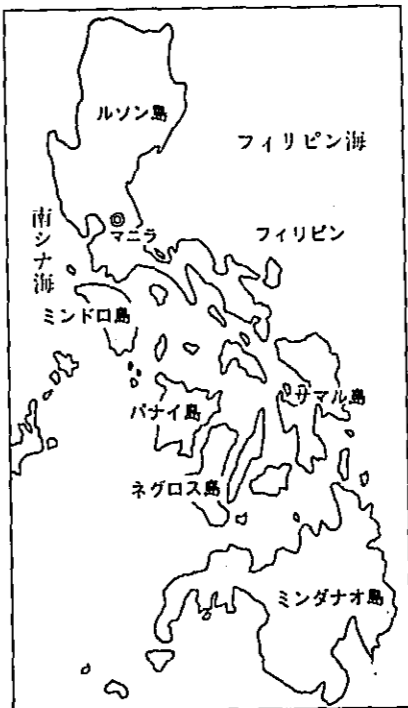 ルソン島
フィリピン海
南シナ海
マニラ
フィリピン
ミンドロ島
サマル島
パナイ島
ネグロス島
ミンダナオ島